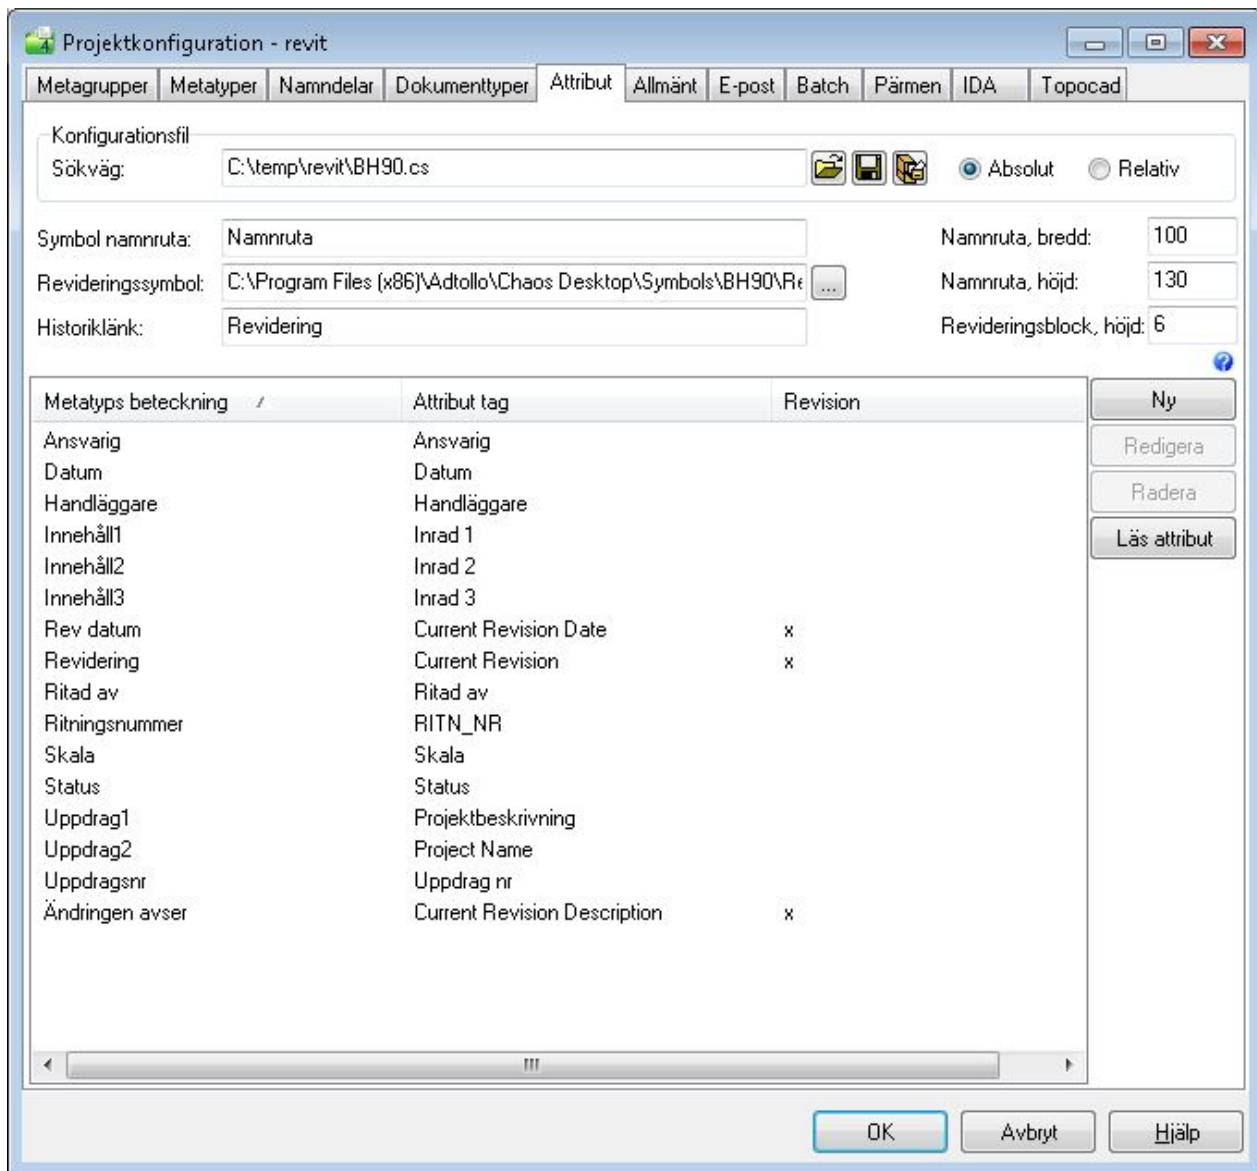 Projektkonfiguration - revit
Metagrupper Metatyper Namndelar Dokumenttyper Attribut Allmänt E-post Batch Pärmen IDA Topocad
Konfigurationsfil
Sökväg: C:\temp\revit\BH90.cs Absolut Relativ
Symbol namnruta: Namnruta Namnruta, bredd: 100
Revideringssymbol: C:\Program Files (x86)\Adtollo\Chaos Desktop\Symbols\BH90\Re ... Namnruta, höjd: 130
Historiklänk: Revidering Revideringsblock, höjd: 6
Metatyps beteckning Attribut tag Revision Ny
Ansvarig Ansvarig
Redigera
Datum Datum
Radera
Handläggare Handläggare
Innehåll1 Inrad 1 Läs attribut
Innehåll2 Inrad 2
Innehåll3 Inrad 3
Rev datum Current Revision Date x
Revidering Current Revision x
Ritad av Ritad av
Ritningsnummer RITN_NR
Skala Skala
Status Status
Uppdrag1 Projektbeskrivning
Uppdrag2 Project Name
Uppdragsnr Uppdrag nr
Ändringen avser Current Revision Description x
OK Avbryt Hjälp